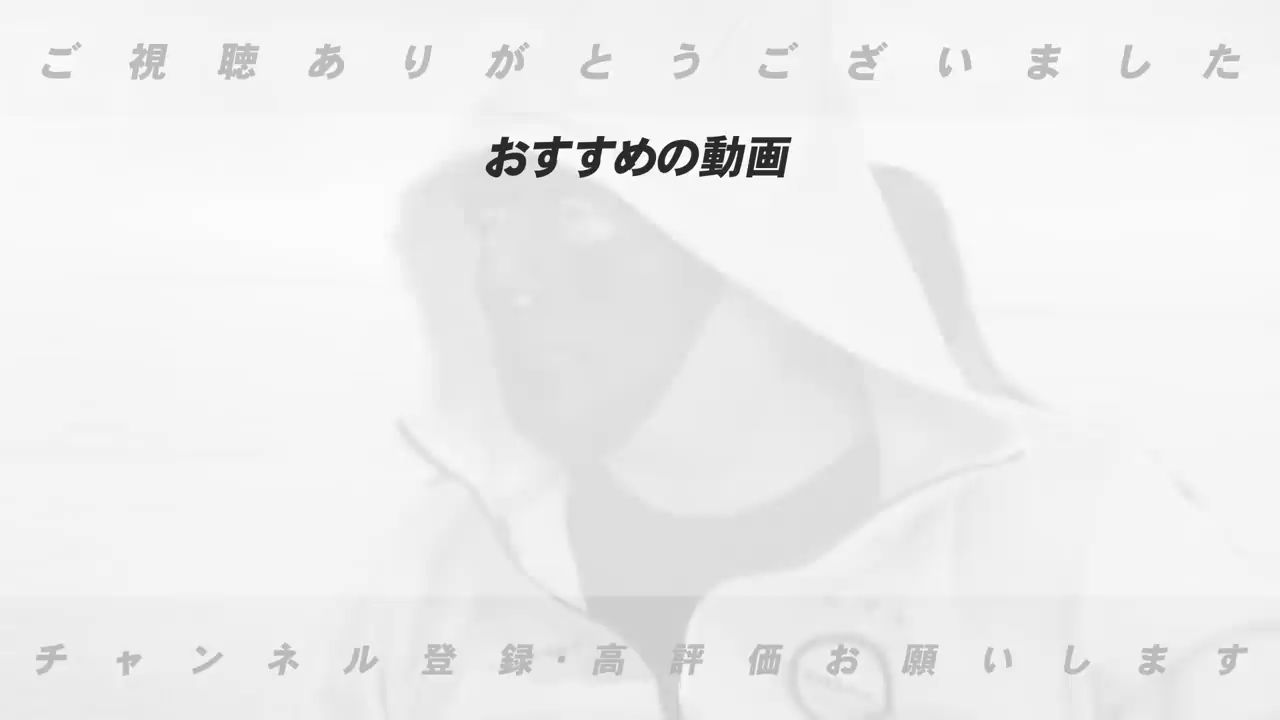 ご視聴ありがとうございました
おすすめの動画
チャンネル登録・高評価お願いします